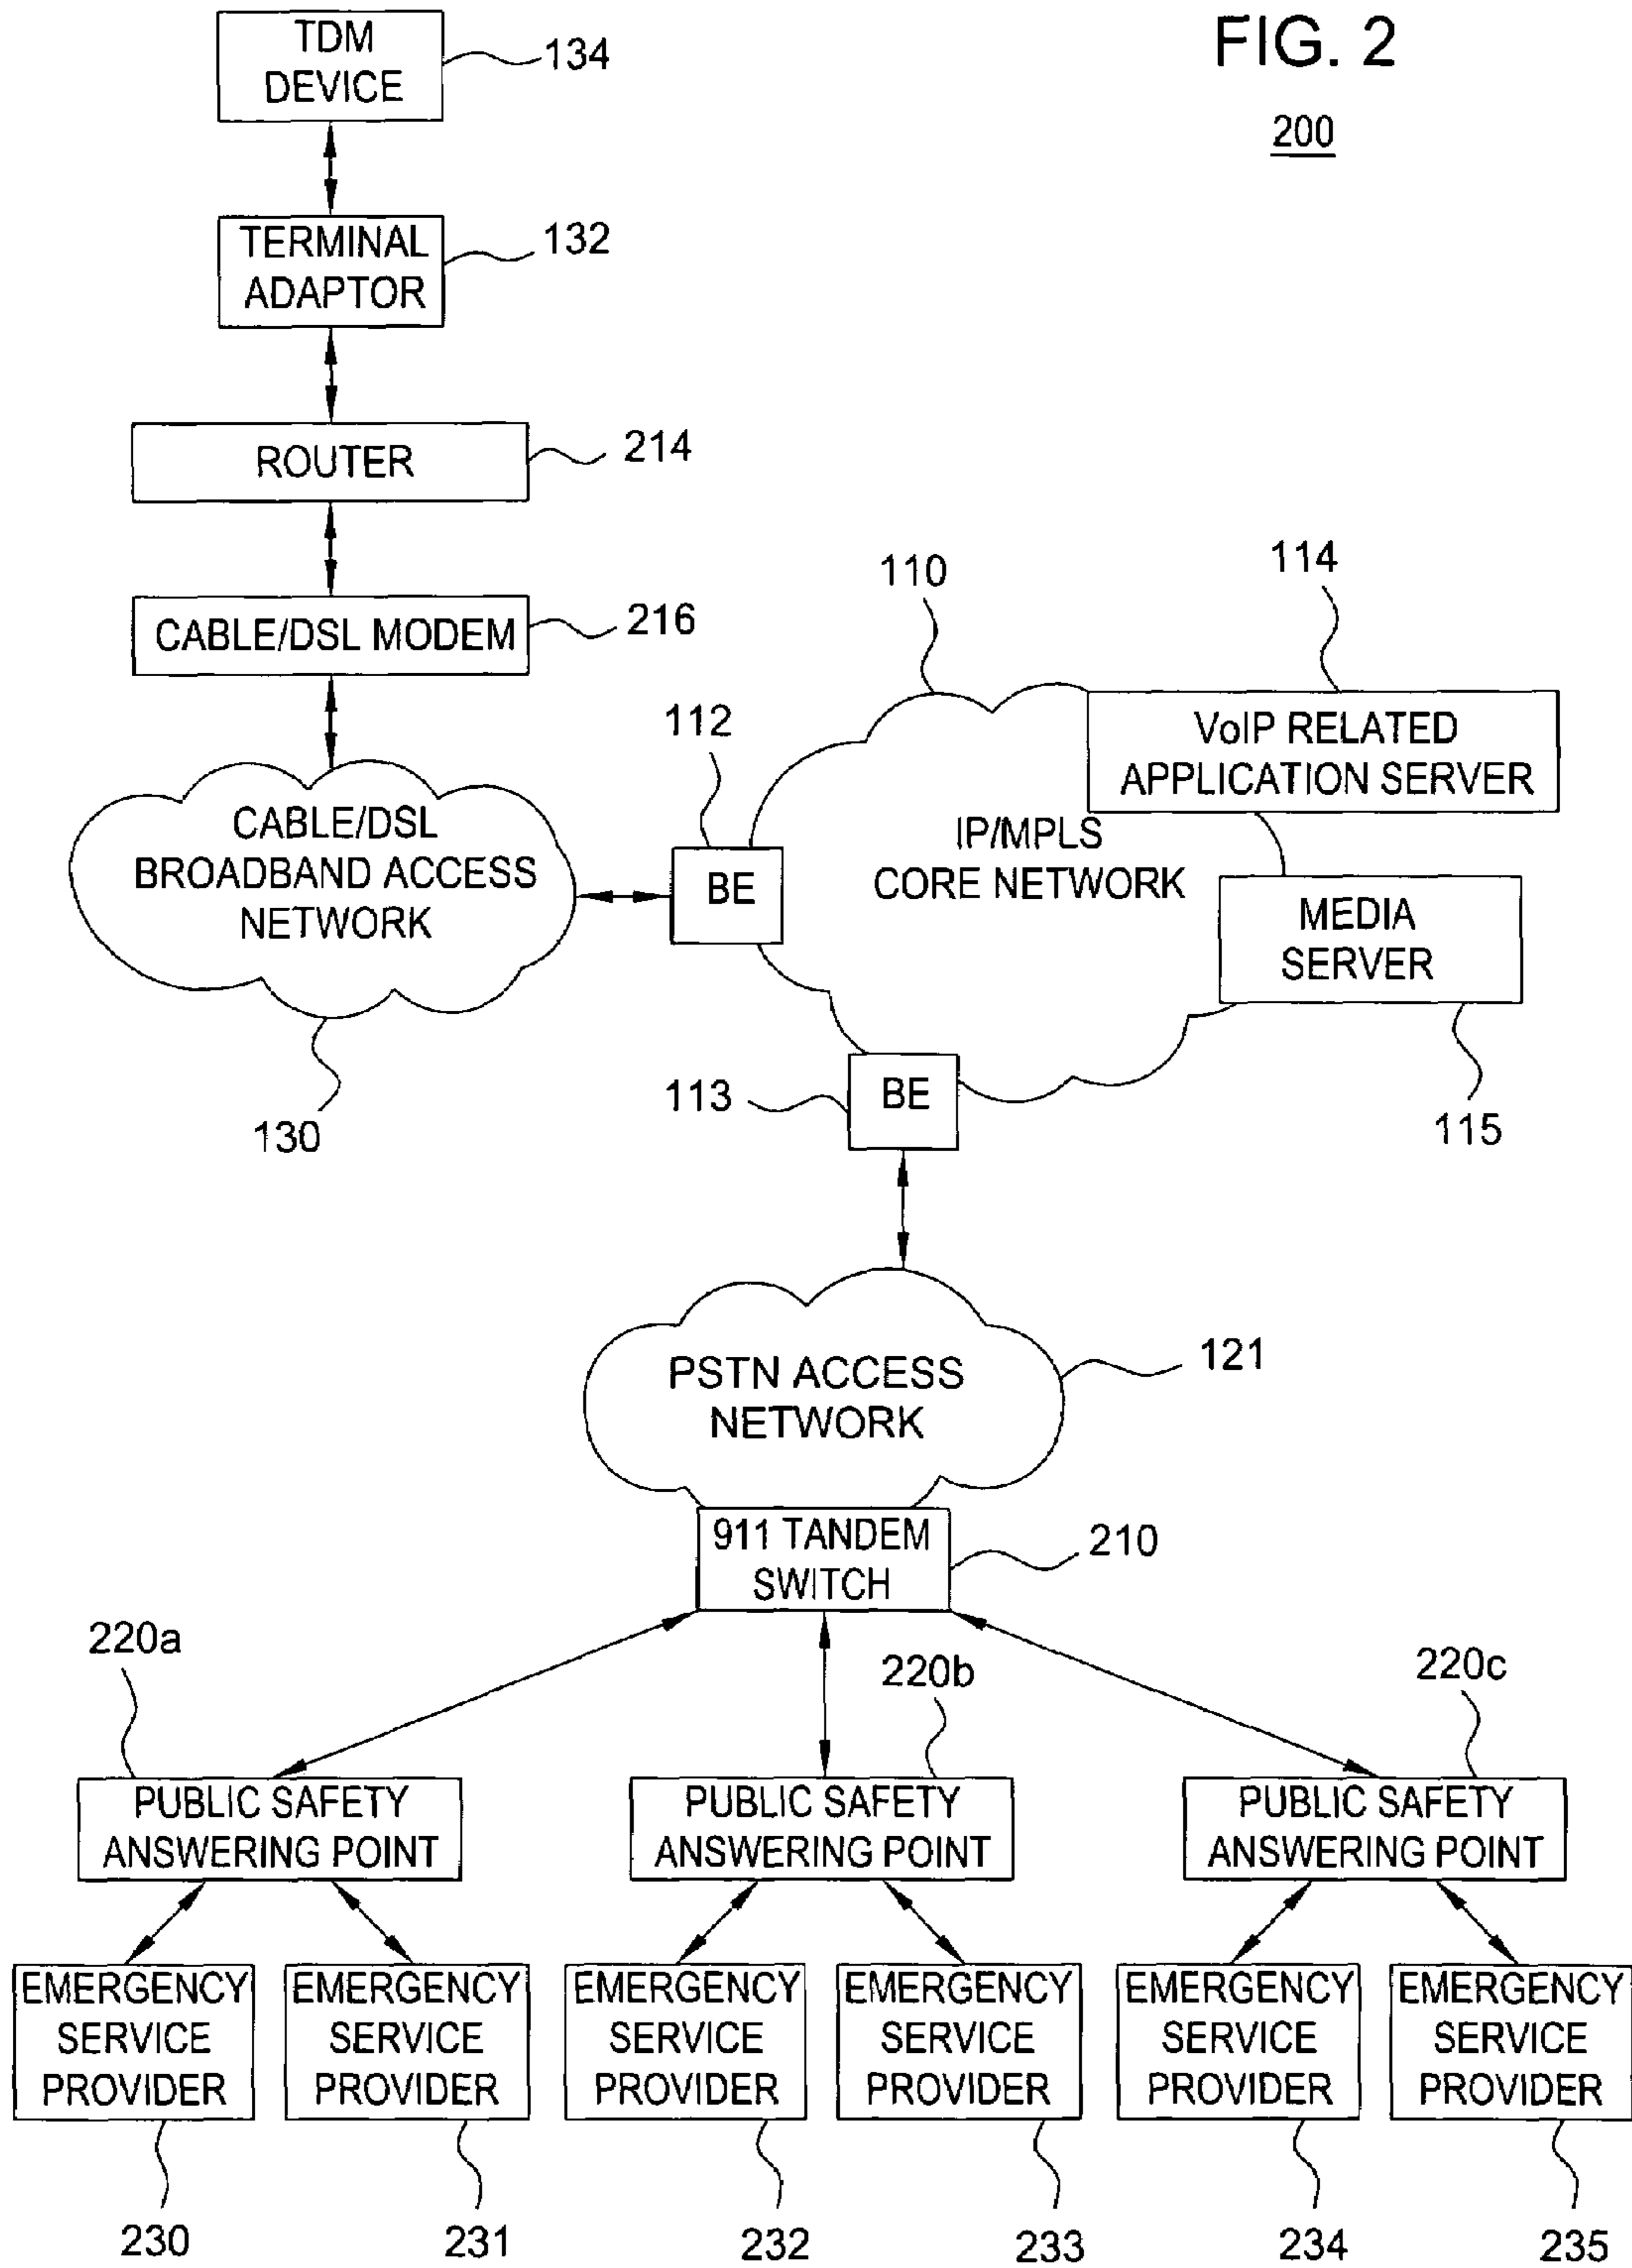 FIG. 2
200
TDM
DEVICE
134
TERMINAL
ADAPTOR
132
ROUTER
214
CABLE/DSL MODEM
216
110
114
112
VoIP RELATED
APPLICATION SERVER
CABLE/DSL
BROADBAND ACCESS
NETWORK
BE
IP/MPLS
CORE NETWORK
MEDIA
SERVER
130
113
BE
115
PSTN ACCESS
NETWORK
121
911 TANDEM
SWITCH
210
220a
220b
220c
PUBLIC SAFETY
ANSWERING POINT
PUBLIC SAFETY
ANSWERING POINT
PUBLIC SAFETY
ANSWERING POINT
EMERGENCY
SERVICE
PROVIDER
EMERGENCY
SERVICE
PROVIDER
EMERGENCY
SERVICE
PROVIDER
EMERGENCY
SERVICE
PROVIDER
EMERGENCY
SERVICE
PROVIDER
EMERGENCY
SERVICE
PROVIDER
230
231
232
233
234
235